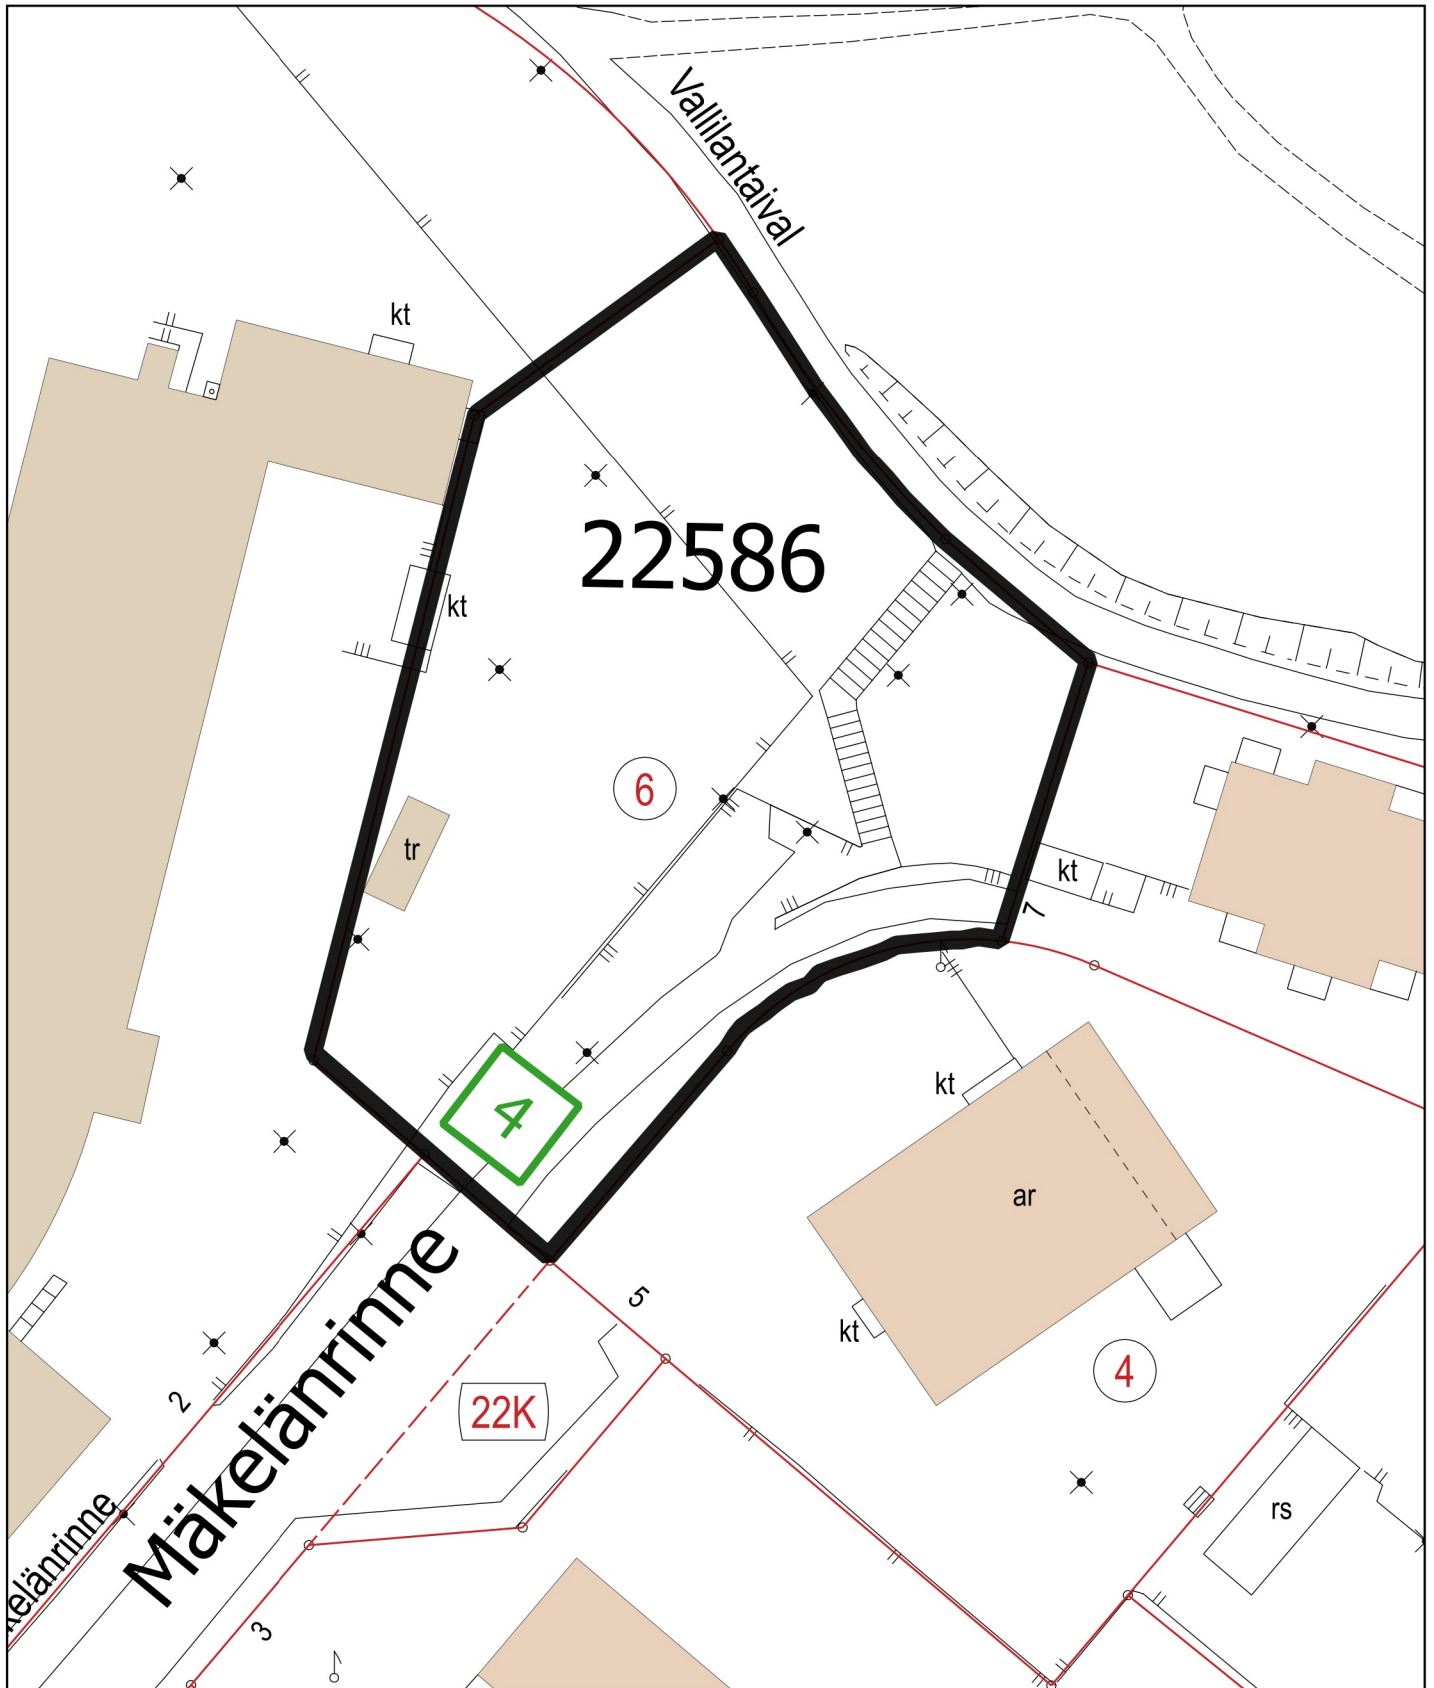 Vallilantaival
kt
22586
kt
6
tr
kt
7
4
kt
ar
5
kt
4
2
22K
Mäkelänrinne
kelänrinne
rs
3